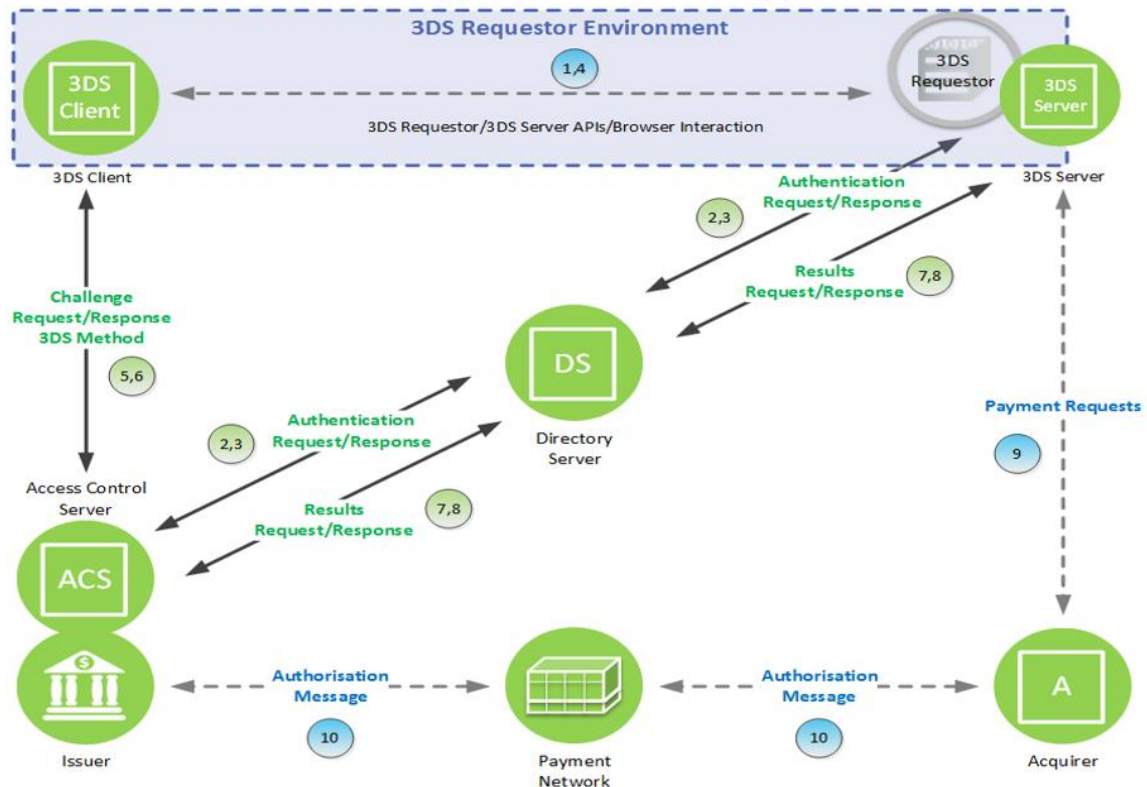 3DS Requestor Environment
3DS
Client
1,4
3DS
Requestor
3DS
Server
3DS Requestor/3DS Server APIs/Browser Interaction
3DS Client
3DS Server
Authentication
Request/Response
2,3
Results
Request/Response
7,8
Challenge
Request/Response
3DS Method
5,6
DS
Directory
Server
Payment Requests
9
Authentication
Request/Response
2,3
Results
Request/Response
7,8
Access Control
Server
ACS
$
Issuer
Authorisation
Message
10
Payment
Network
Authorisation
Message
10
A
Acquirer